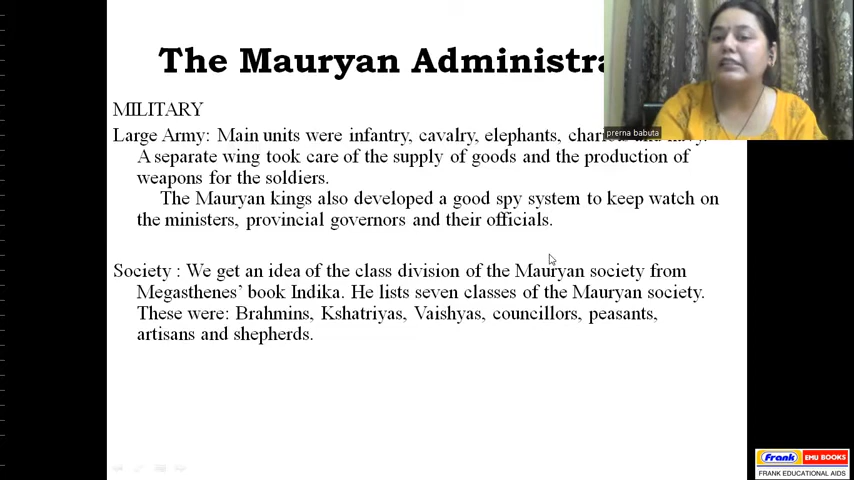 The Mauryan Administra
MILITARY
Large Army: Main units were infantry, cavalry, elephants,
A separate wing took care of the supply of goods and the production of
weapons for the soldiers.
The Mauryan kings also developed a good spy system to keep watch on
the ministers, provincial governors and their officials.
Society : We get an idea of the class division of the Mauryan society from
Megasthenes’ book Indika. He lists seven classes of the Mauryan society.
These were: Brahmins, Kshatriyas, Vaishyas, councillors, peasants,
artisans and shepherds.
prerna babuta
Frank EMU BOOKS
FRANK EDUCATIONAL AIDS